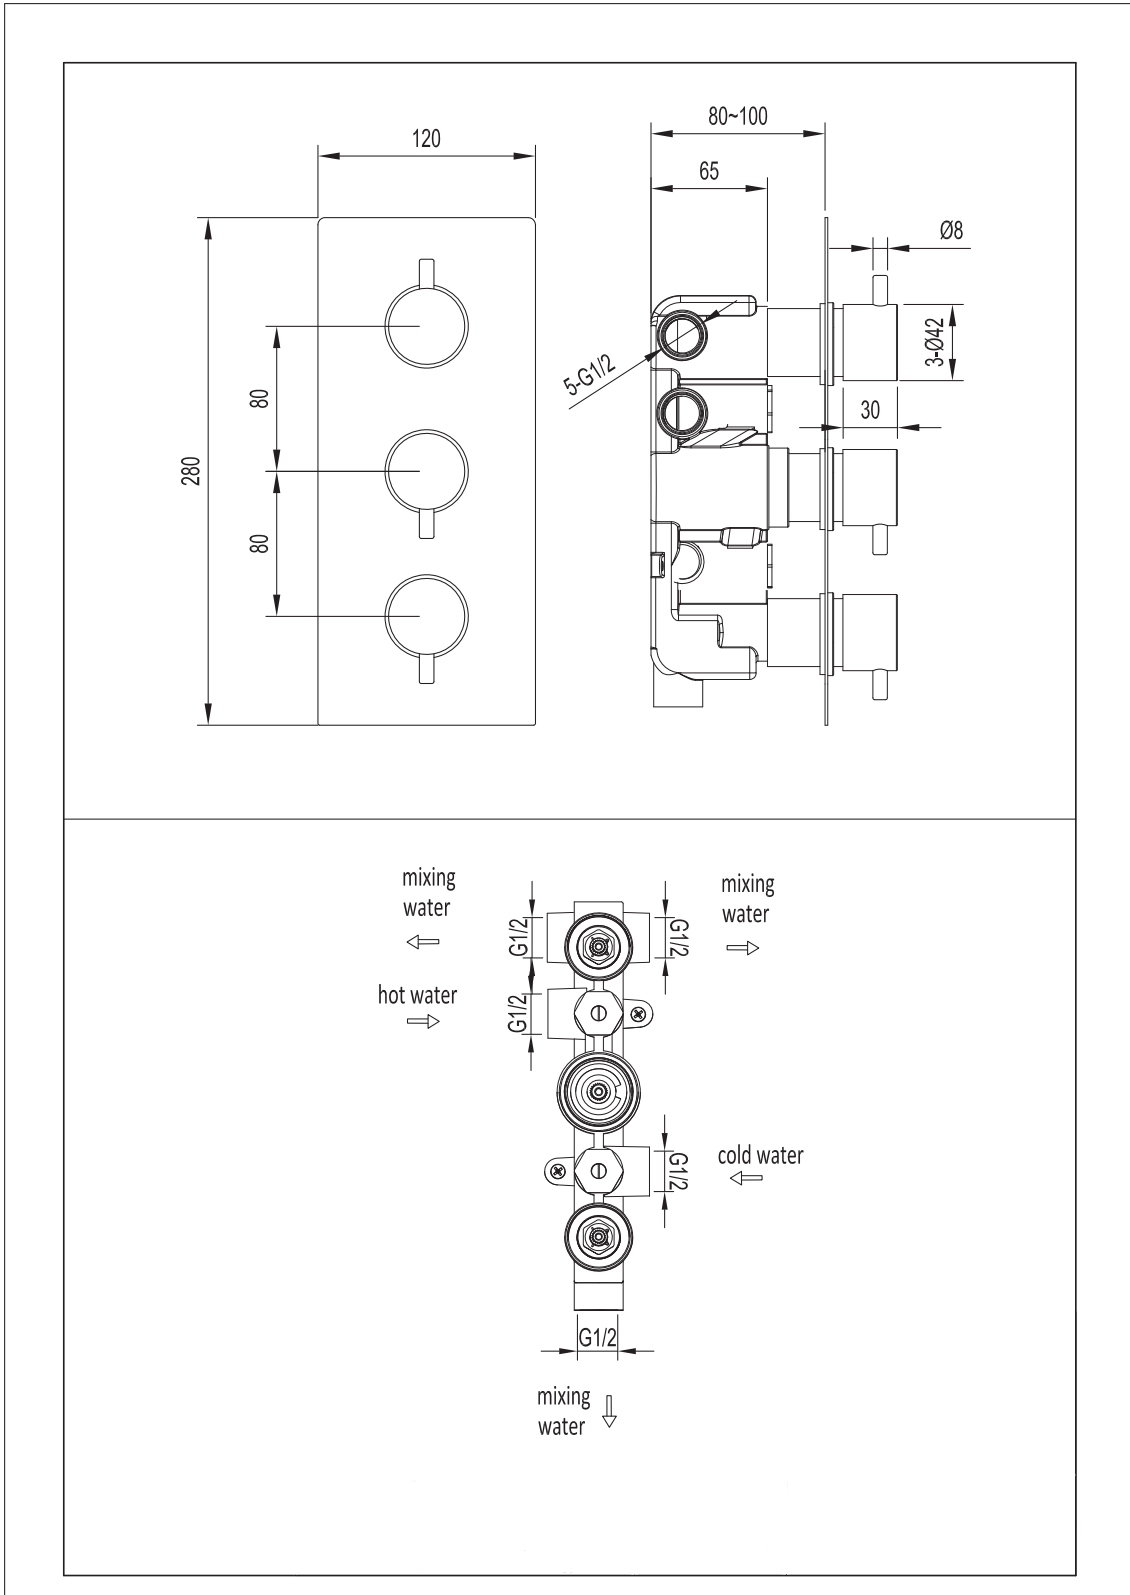 120
80~100
65
Ø8
3-Ø42
5-G1/2
30
80
280
80
mixing
water
mixing
water
G1/2
G1/2
hot water
G1/2
cold water
G1/2
G1/2
mixing
water